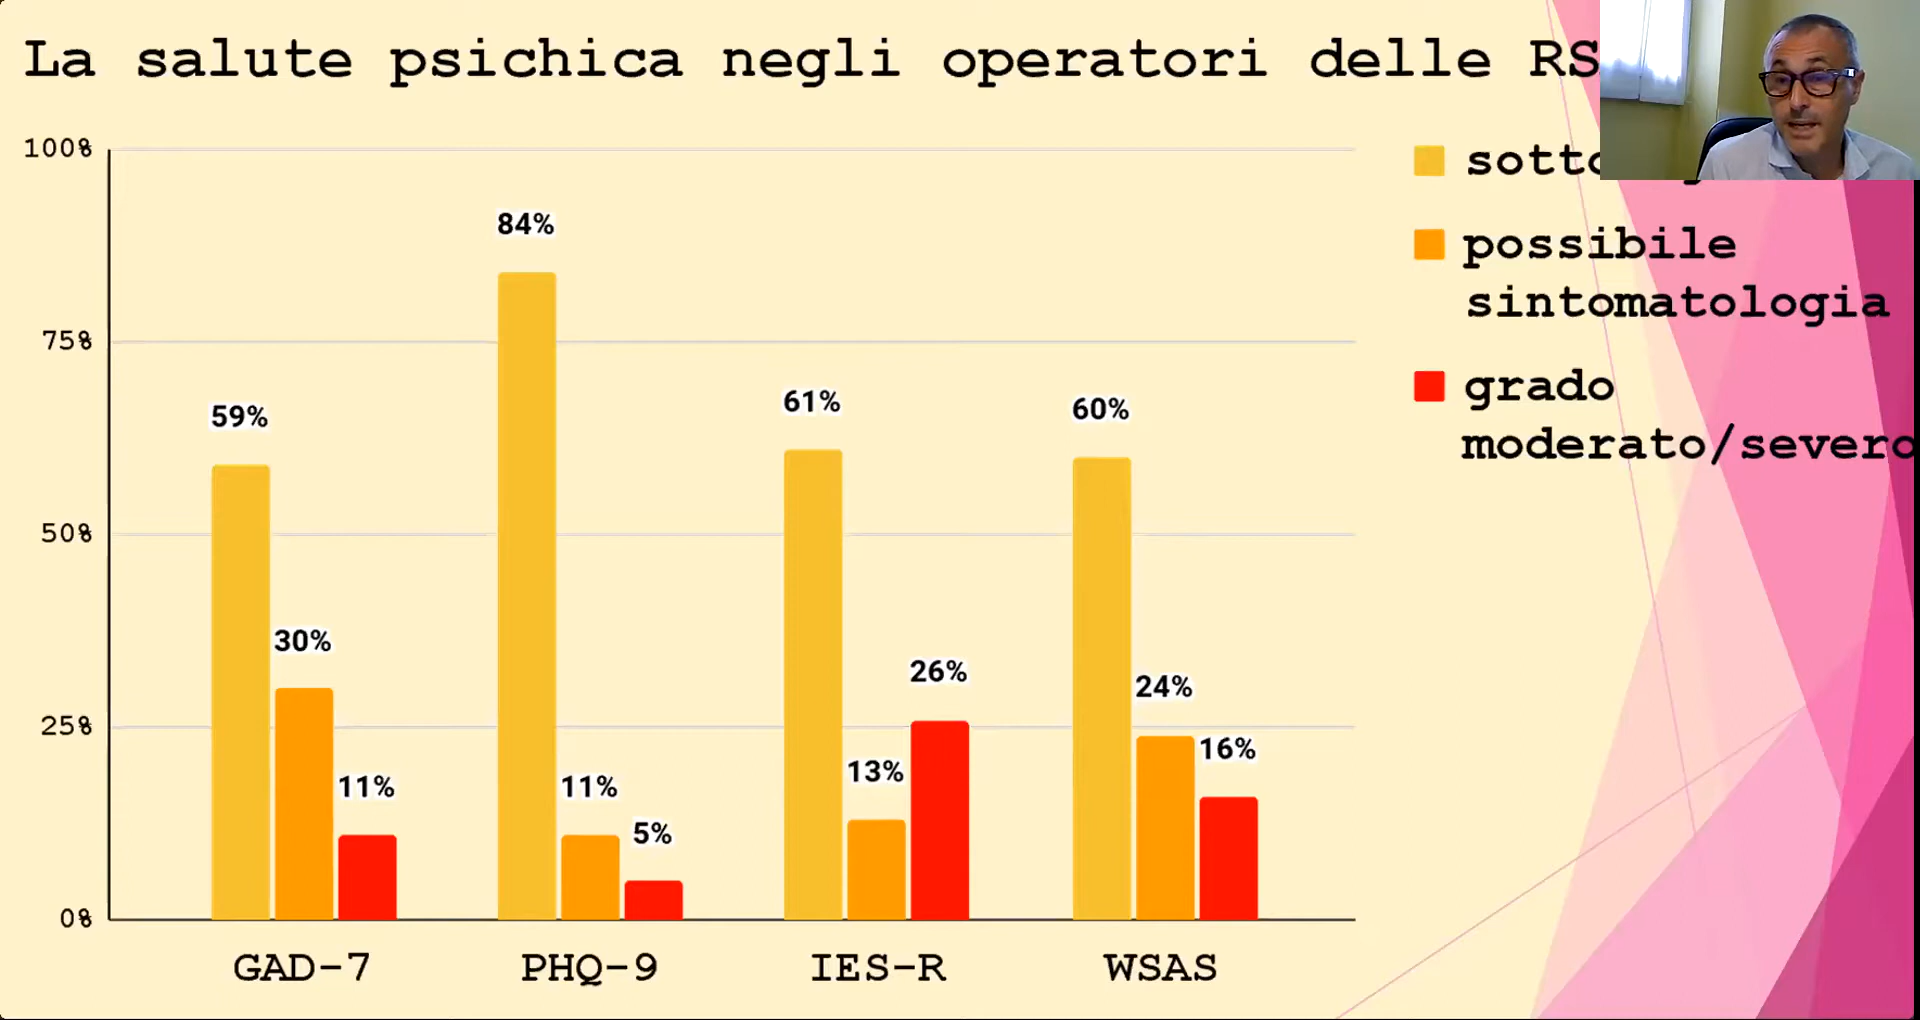 La salute psichica negli operatori delle
100%
75%
50%
25%
0%
59%
30%
11%
84%
11%
5%
61%
13%
26%
60%
24%
16%
GAD-7
PHQ-9
IES-R
WSAS
possibile
sintomatologia
grado
moderato/severo